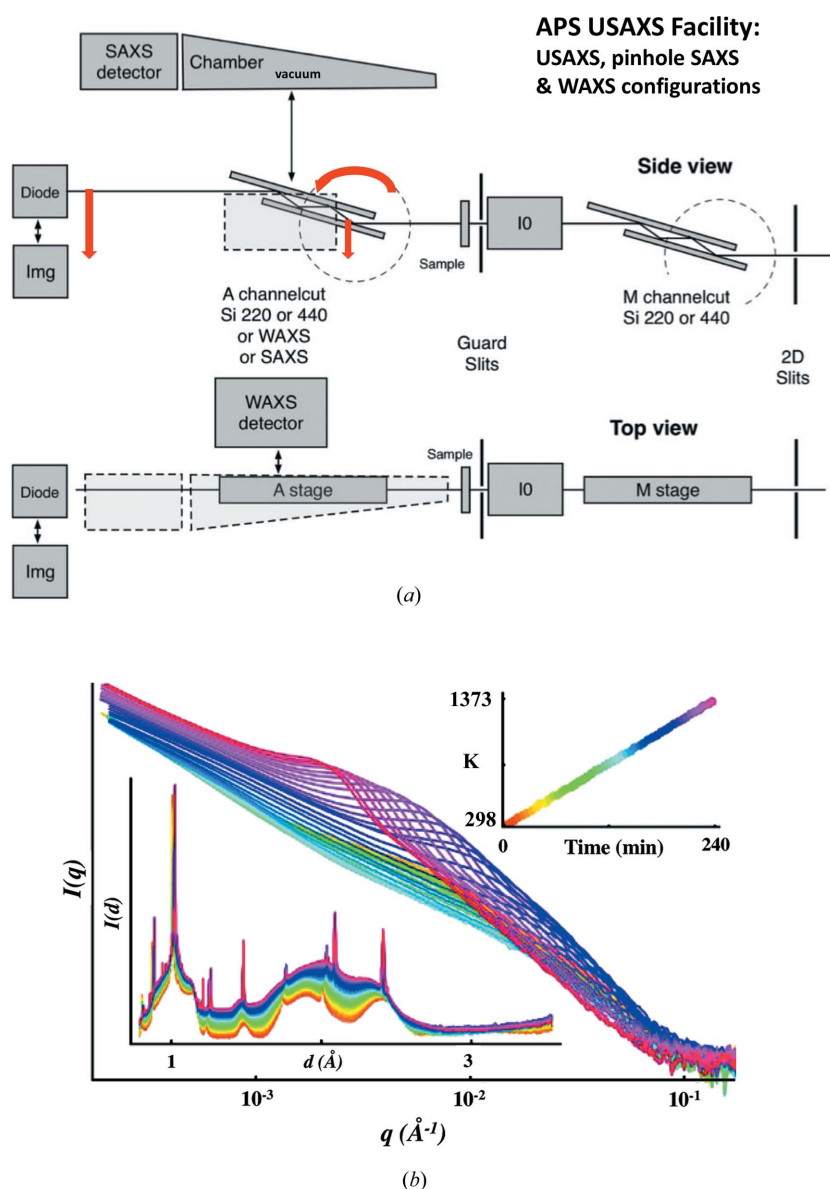 APS USAXS Facility:
USAXS, pinhole SAXS
& WAXS configurations
SAXS
detector
Chamber
vacuum
Side view
Diode
Img
I0
Sample
A channelcut
Si 220 or 440
or WAXS
or SAXS
M channelcut
Si 220 or 440
Guard
Slits
2D
Slits
WAXS
detector
Top view
Sample
Diode
A stage
I0
M stage
Img
(a)
1373
K
298
0
Time (min)
240
I(q)
I(d)
1
d (Å)
3
10-3
10-2
10-1
q (Å-1)
(b)